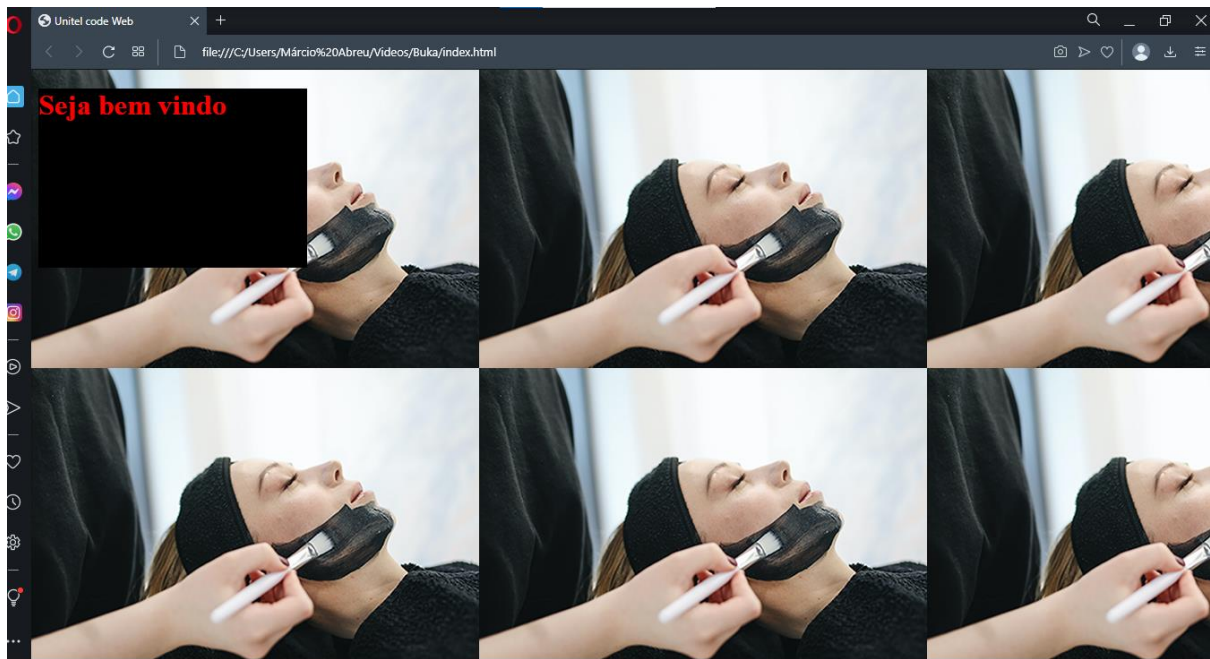 Unitel code Web
file:///C:/Users/Márcio%20Abreu/Videos/Buka/index.html
Seja bem vindo